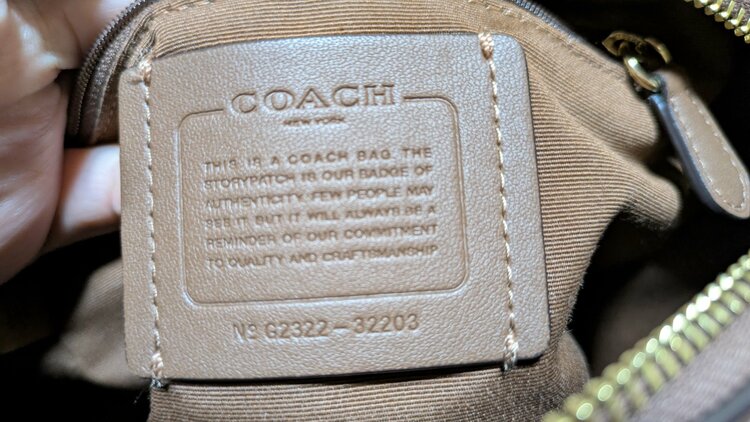 COACH
NEW YORK
THIS IS A COACH BAG. THE
STORYPATCH IS OUR BADGE OF
AUTHENTICITY. FEW PEOPLE MAY
SEE IT BUT IT WILL ALWAYS BE A
REMINDER OF OUR COMMITMENT
TO QUALITY AND CRAFTSMANSHIP
Nº G2322-32203